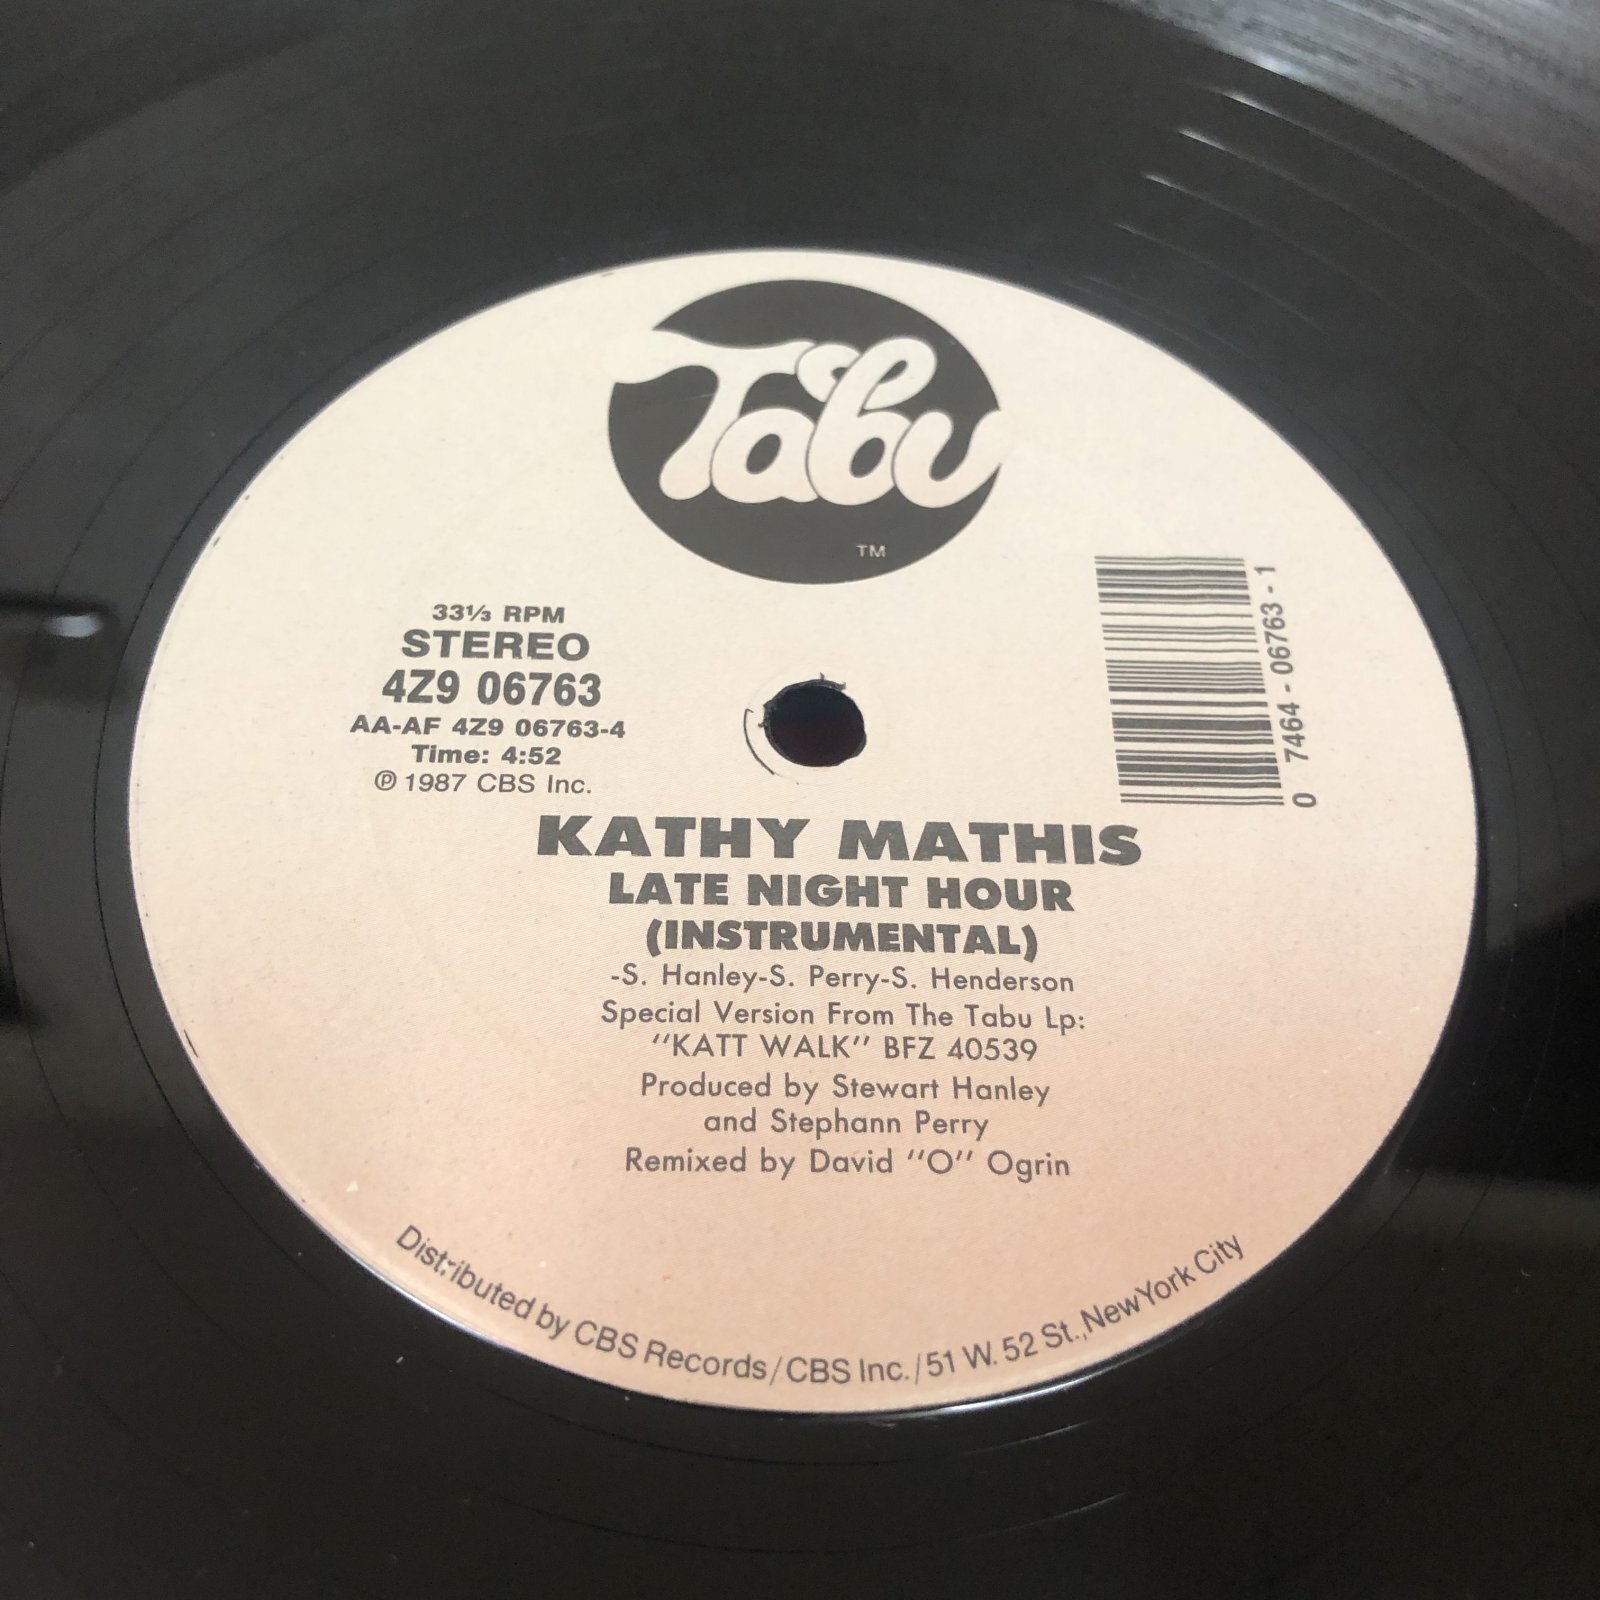 Tabu
TM
33⅓ RPM
STEREO
4Z9 06763
AA-AF 4Z9 06763-4
Time: 4:52
℗ 1987 CBS Inc.
0 7464 - 06763 - 1
KATHY MATHIS
LATE NIGHT HOUR
(INSTRUMENTAL)
-S. Hanley-S. Perry-S. Henderson
Special Version From The Tabu Lp:
"KATT WALK" BFZ 40539
Produced by Stewart Hanley
and Stephann Perry
Remixed by David "O" Ogrin
Distributed by CBS Records/CBS Inc./51 W. 52 St., New York City